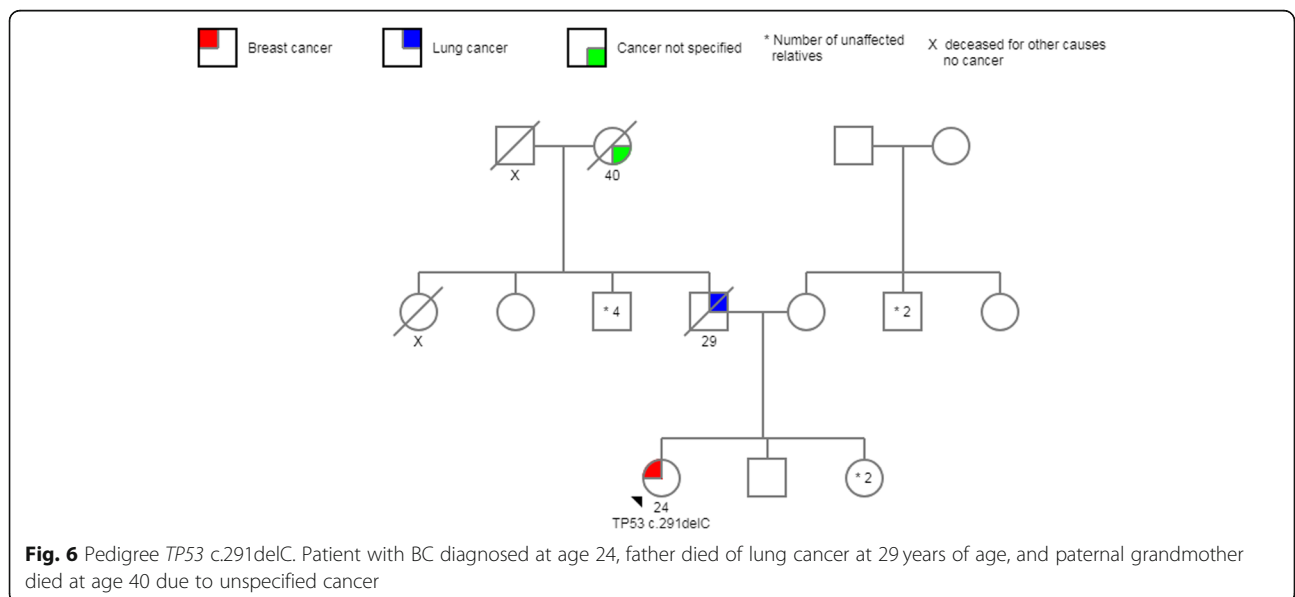 Breast cancer
Lung cancer
Cancer not specified
* Number of unaffected
relatives
X deceased for other causes
no cancer
X
40
X
* 4
29
* 2
24
* 2
TP53 c.291delC
Fig. 6 Pedigree TP53 c.291delC. Patient with BC diagnosed at age 24, father died of lung cancer at 29 years of age, and paternal grandmother
died at age 40 due to unspecified cancer